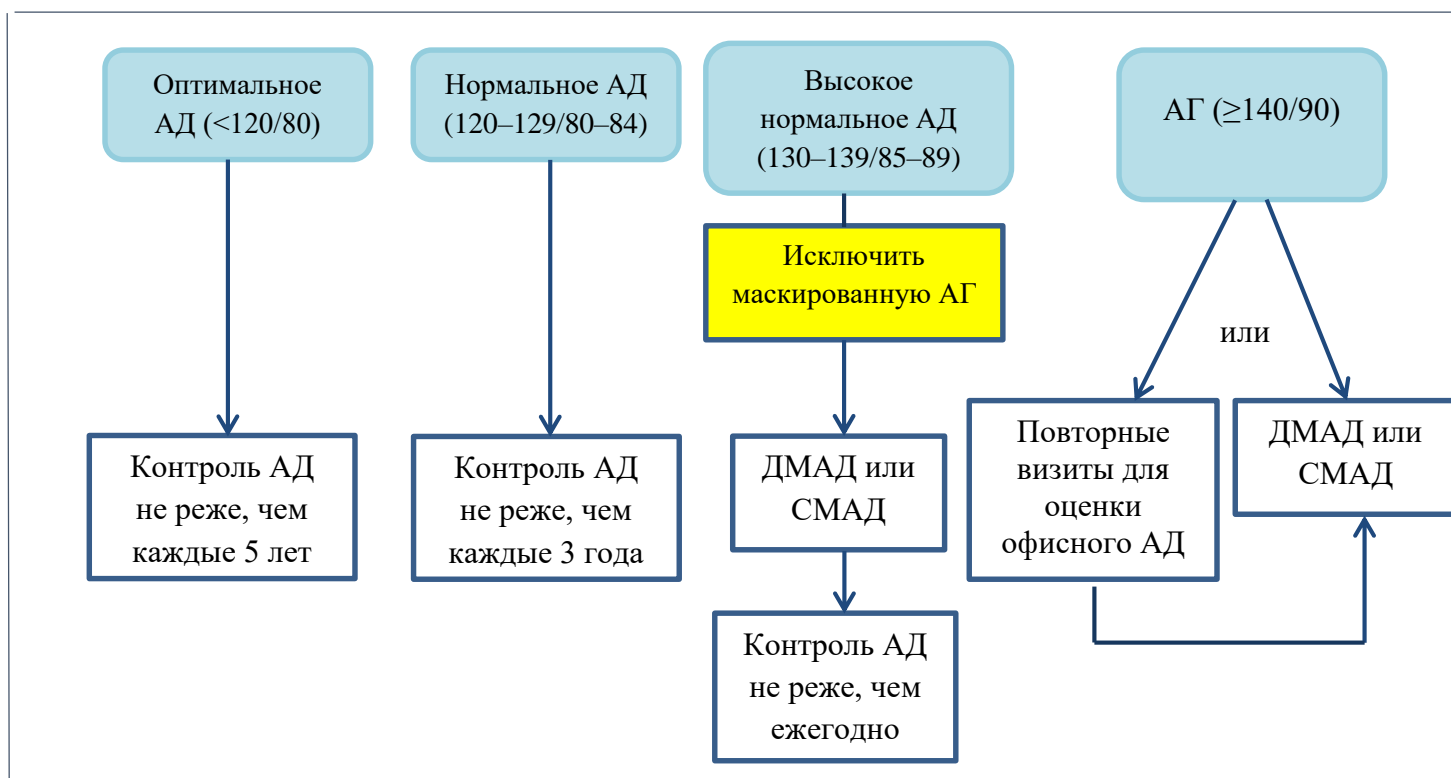 Оптимальное
АД (<120/80)
Нормальное АД
(120–129/80–84)
Высокое
нормальное АД
(130–139/85–89)
АГ (≥140/90)
Исключить
маскированную АГ
или
Контроль АД
не реже, чем
каждые 5 лет
Контроль АД
не реже, чем
каждые 3 года
ДМАД или
СМАД
Повторные
визиты для
оценки
офисного АД
ДМАД или
СМАД
Контроль АД
не реже, чем
ежегодно